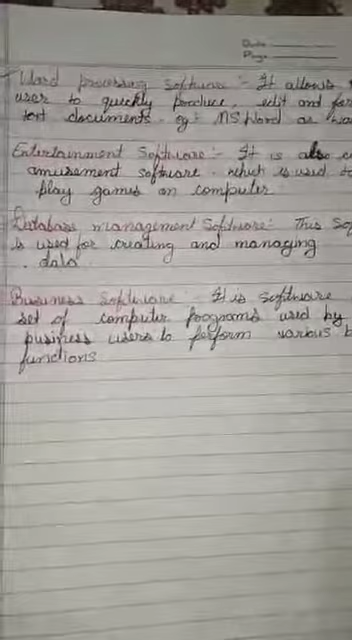 Date
Page
Word processing Software :- It allows
user to quickly produce, edit and
text documents. eg: MS Word or
Entertainment Software :- It is also
amusement software. which is used to
play games on computer.
Database management Software: This
is used for creating and managing
data.
Business Software It is software
set of computer programs used by
business users to perform various
functions